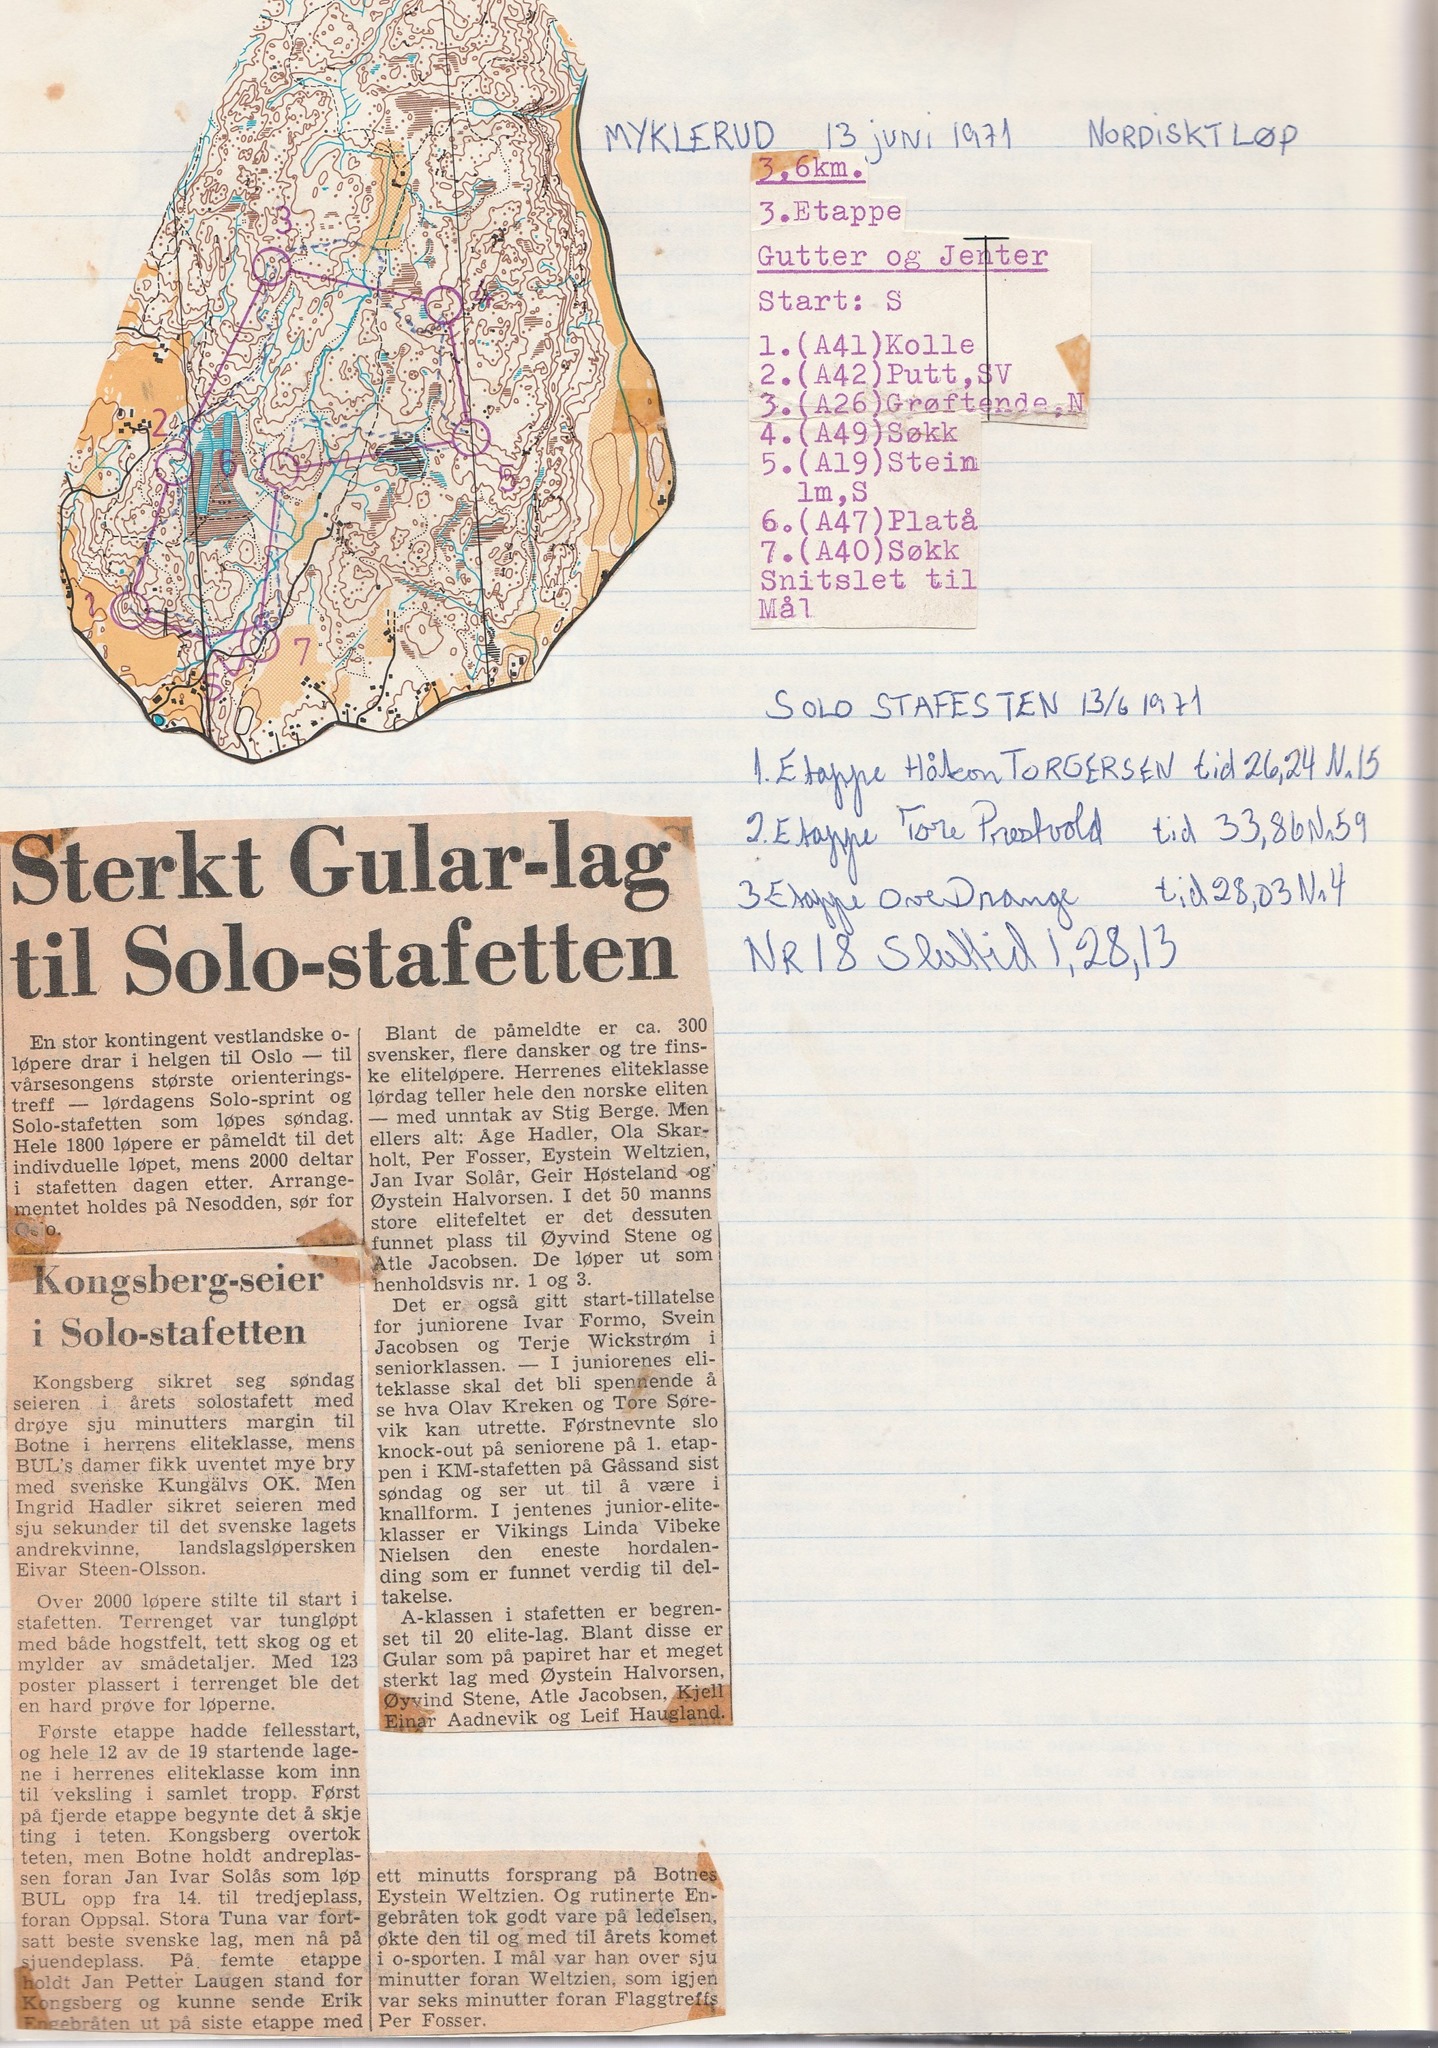 MYKLERUD 13 juni 1971 NORDISKT LØP
3,6km.
3.Etappe
Gutter og Jenter
Start: S
1.(A41)Kolle
2.(A42)Putt,SV
3.(A26)Grøftende,N
4.(A49)Søkk
5.(A19)Stein
1m,S
6.(A47)Platå
7.(A40)Søkk
Snitslet til
Mål
3
4
2
6
5
1
7
S
SOLO STAFESTEN 13/6 1971
1. Etappe Håkon TORGERSEN tid 26,24 Nr 15
2. Etappe Tore Prestvold tid 33,86 Nr 59
3 Etappe Ove Drange tid 28,03 Nr 4
NR 18 Sluttid 1,28,13
Sterkt Gular-lag
til Solo-stafetten
En stor kontingent vestlandske o-
løpere drar i helgen til Oslo — til
vårsesongens største orienterings-
treff — lørdagens Solo-sprint og
Solo-stafetten som løpes søndag.
Hele 1800 løpere er påmeldt til det
indivduelle løpet, mens 2000 deltar
i stafetten dagen etter. Arrange-
mentet holdes på Nesodden, sør for
Oslo.
Blant de påmeldte er ca. 300
svensker, flere dansker og tre fins-
ke eliteløpere. Herrenes eliteklasse
lørdag teller hele den norske eliten
— med unntak av Stig Berge. Men
ellers alt: Åge Hadler, Ola Skar-
holt, Per Fosser, Eystein Weltzien,
Jan Ivar Solår, Geir Høsteland og
Øystein Halvorsen. I det 50 manns
store elitefeltet er det dessuten
funnet plass til Øyvind Stene og
Atle Jacobsen. De løper ut som
henholdsvis nr. 1 og 3.
Det er også gitt start-tillatelse
for juniorene Ivar Formo, Svein
Jacobsen og Terje Wickstrøm i
seniorklassen. — I juniorenes eli-
teklasse skal det bli spennende å
se hva Olav Kreken og Tore Søre-
vik kan utrette. Førstnevnte slo
knock-out på seniorene på 1. etap-
pen i KM-stafetten på Gåssand sist
søndag og ser ut til å være i
knallform. I jentenes junior-elite-
klasser er Vikings Linda Vibeke
Nielsen den eneste hordalen-
ding som er funnet verdig til del-
takelse.
A-klassen i stafetten er begren-
set til 20 elite-lag. Blant disse er
Gular som på papiret har et meget
sterkt lag med Øystein Halvorsen,
Øyvind Stene, Atle Jacobsen, Kjell
Einar Aadnevik og Leif Haugland.
Kongsberg-seier
i Solo-stafetten
Kongsberg sikret seg søndag
seieren i årets solostafett med
drøye sju minutters margin til
Botne i herrens eliteklasse, mens
BUL's damer fikk uventet mye bry
med svenske Kungälvs OK. Men
Ingrid Hadler sikret seieren med
sju sekunder til det svenske lagets
andrekvinne, landslagsløpersken
Eivar Steen-Olsson.
Over 2000 løpere stilte til start i
stafetten. Terrenget var tungløpt
med både hogstfelt, tett skog og et
mylder av smådetaljer. Med 123
poster plassert i terrenget ble det
en hard prøve for løperne.
Første etappe hadde fellesstart,
og hele 12 av de 19 startende lage-
ne i herrenes eliteklasse kom inn
til veksling i samlet tropp. Først
på fjerde etappe begynte det å skje
ting i teten. Kongsberg overtok
teten, men Botne holdt andreplas-
sen foran Jan Ivar Solås som løp
BUL opp fra 14. til tredjeplass,
foran Oppsal. Stora Tuna var fort-
satt beste svenske lag, men nå på
sjuendeplass. På femte etappe
holdt Jan Petter Laugen stand for
Kongsberg og kunne sende Erik
Engebråten ut på siste etappe med
ett minutts forsprang på Botnes
Eystein Weltzien. Og rutinerte En-
gebråten tok godt vare på ledelsen,
økte den til og med til årets komet
i o-sporten. I mål var han over sju
minutter foran Weltzien, som igjen
var seks minutter foran Flaggtreffs
Per Fosser.